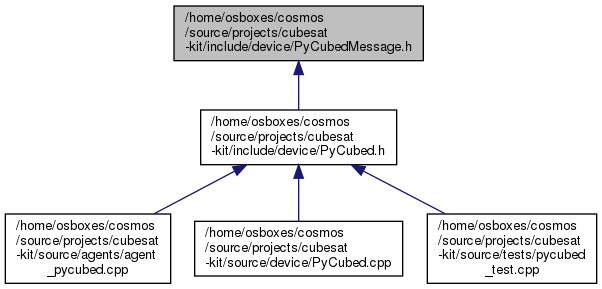 /home/osboxes/cosmos
/source/projects/cubesat
-kit/include/device/PyCubedMessage.h
/home/osboxes/cosmos
/source/projects/cubesat
-kit/include/device/PyCubed.h
/home/osboxes/cosmos
/source/projects/cubesat
-kit/source/agents/agent
_pycubed.cpp
/home/osboxes/cosmos
/source/projects/cubesat
-kit/source/device/PyCubed.cpp
/home/osboxes/cosmos
/source/projects/cubesat
-kit/source/tests/pycubed
_test.cpp